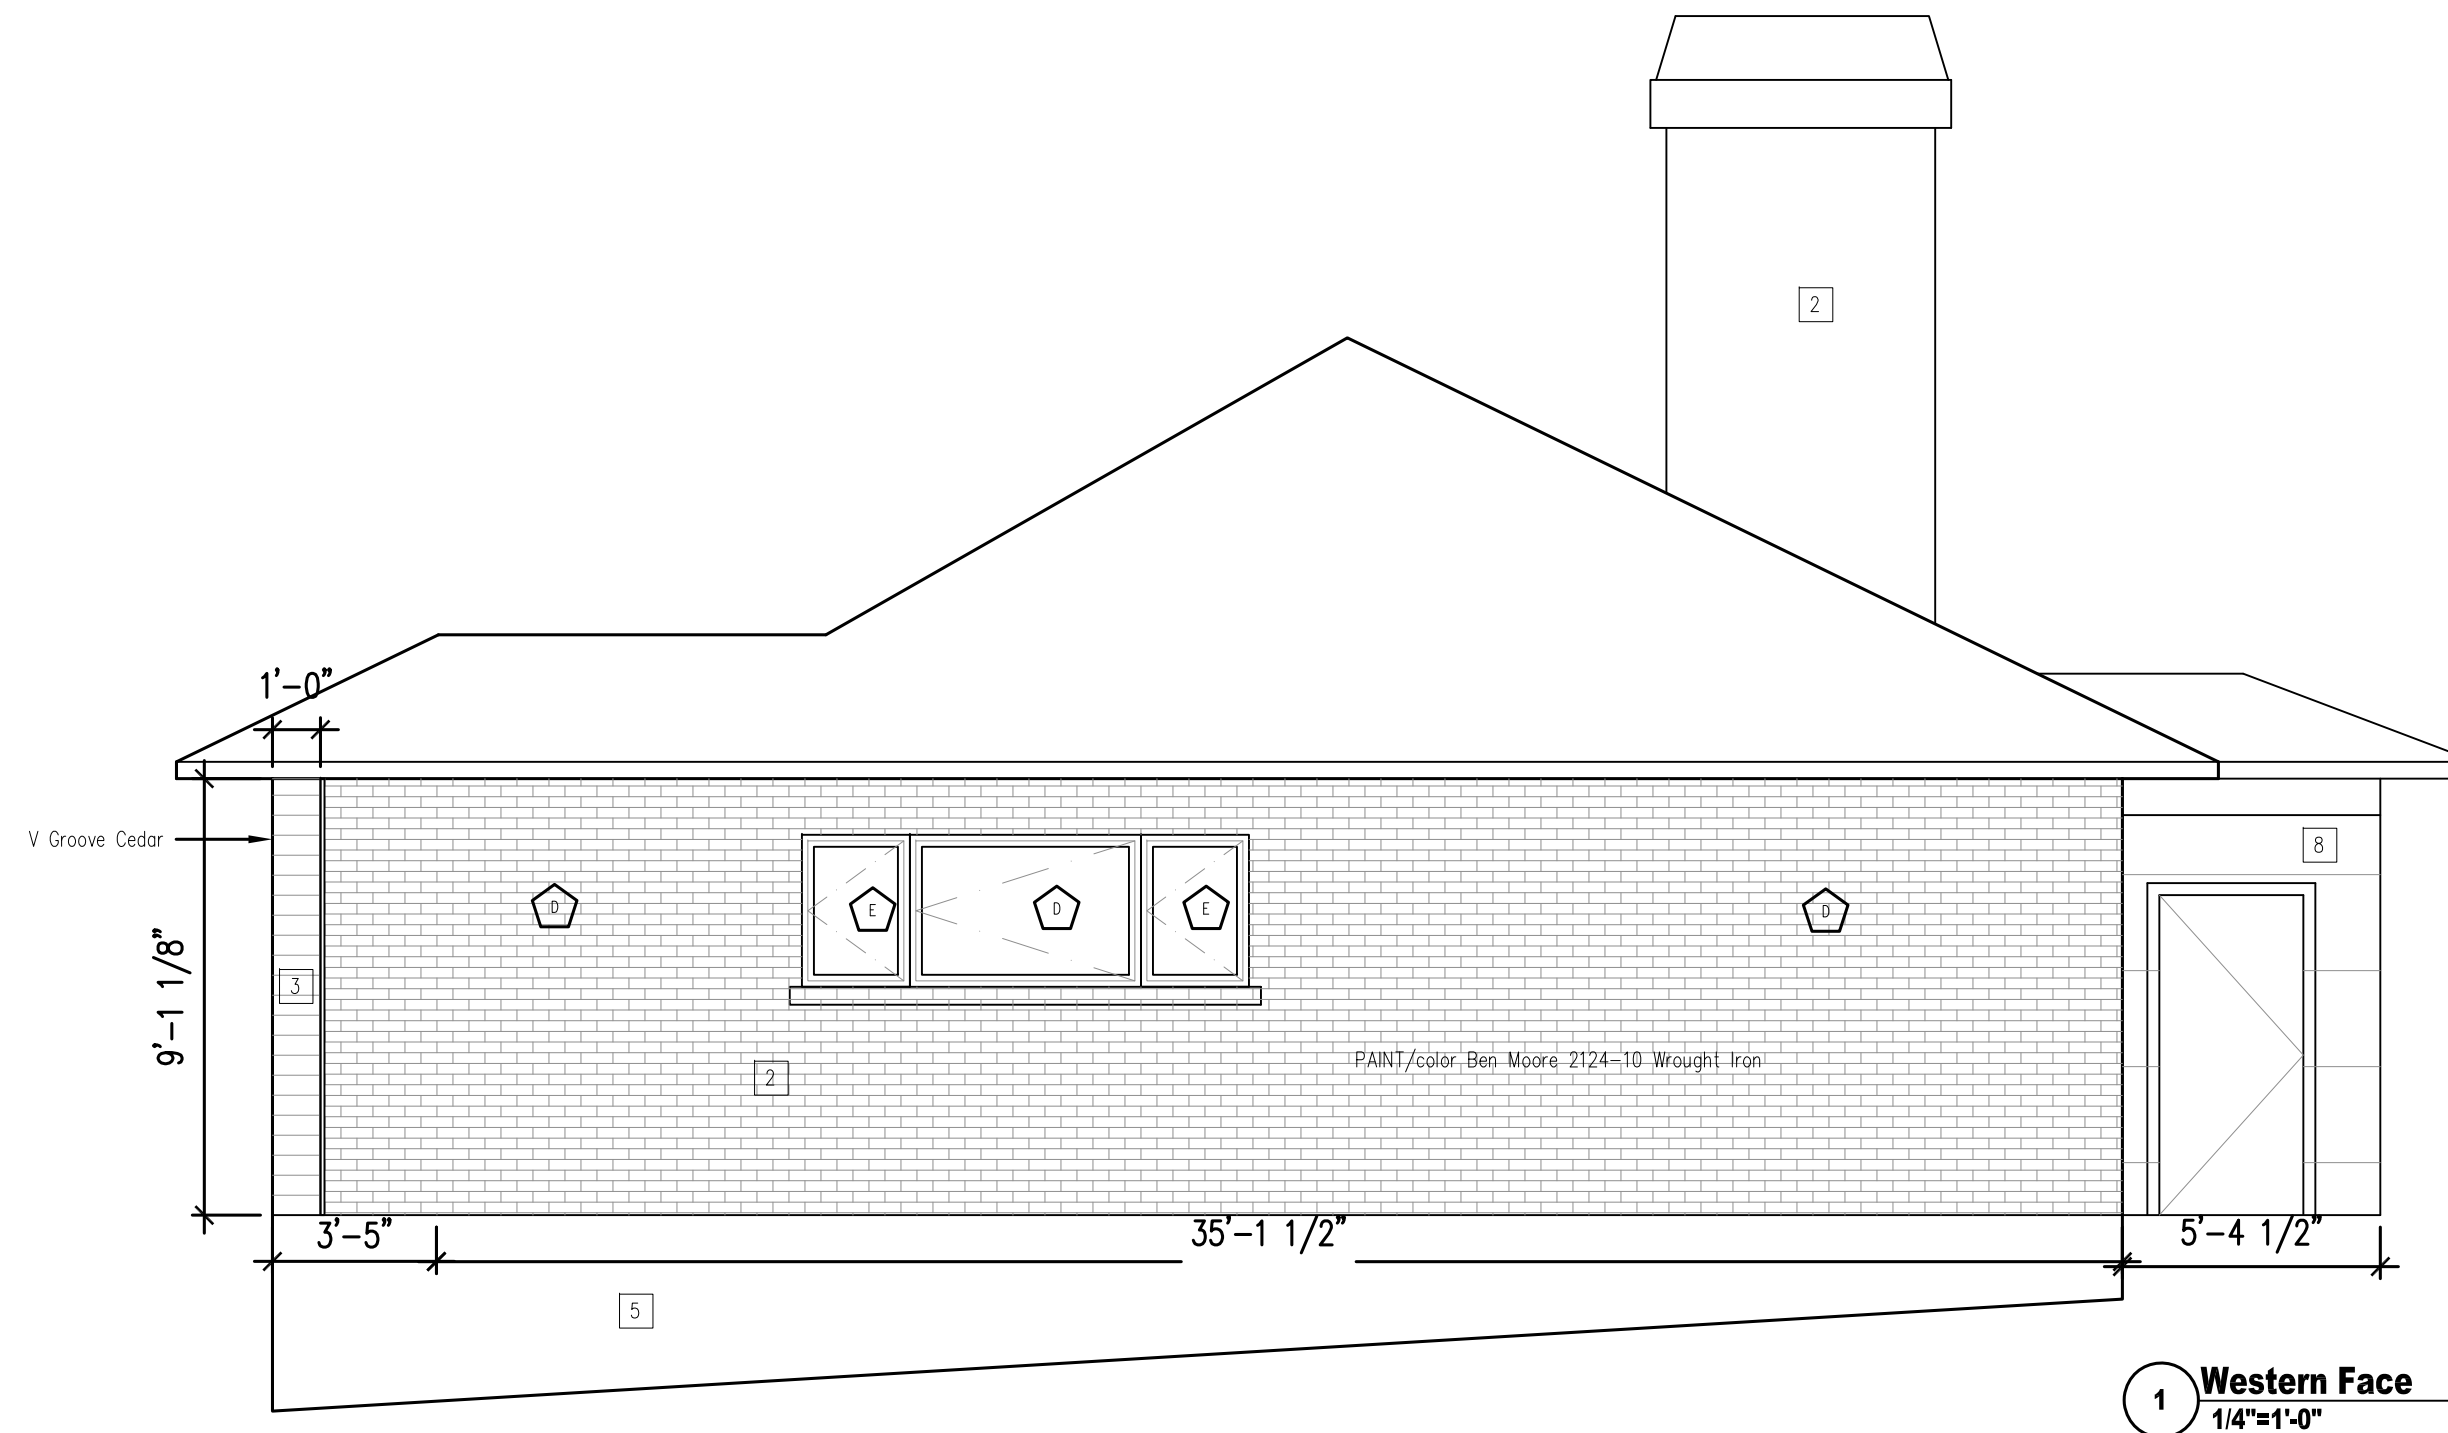 2
1'-0"
V Groove Cedar
8
D
E
D
E
D
9'-1 1/8"
3
PAINT/color Ben Moore 2124-10 Wrought Iron
2
3'-5"
35'-1 1/2"
5'-4 1/2"
5
1
Western Face
1/4"=1'-0"